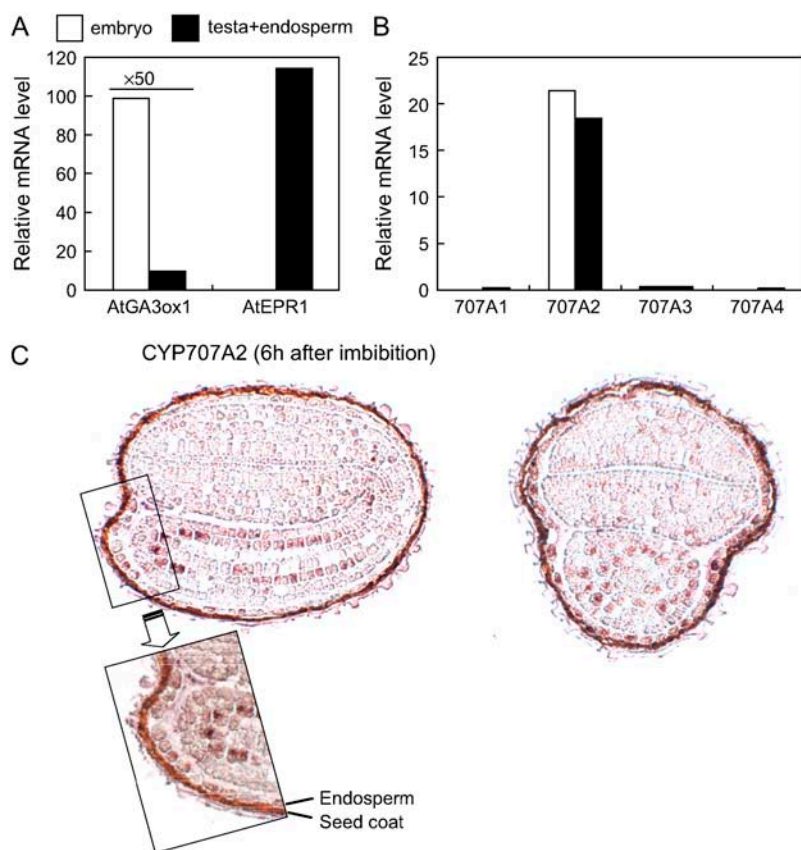 A
embryo
testa+endosperm
B
Relative mRNA level
120
100
80
60
40
20
0
×50
AtGA3ox1
AtEPR1
Relative mRNA level
25
20
15
10
5
0
707A1
707A2
707A3
707A4
C
CYP707A2 (6h after imbibition)
Endosperm
Seed coat